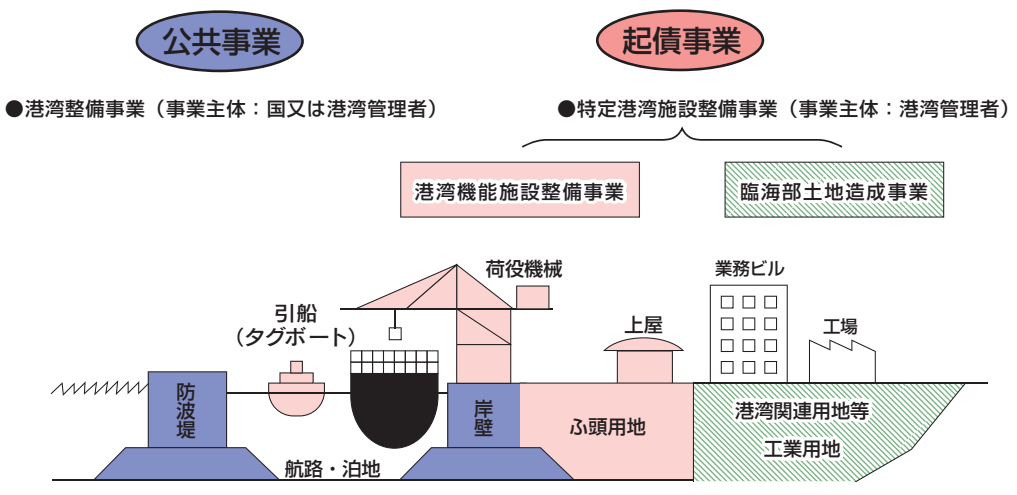 公共事業
起債事業
●港湾整備事業（事業主体：国又は港湾管理者）
●特定港湾施設整備事業（事業主体：港湾管理者）
港湾機能施設整備事業
臨海部土地造成事業
荷役機械
業務ビル
引船
（タグボート）
上屋
工場
防波堤
岸壁
ふ頭用地
港湾関連用地等
工業用地
航路・泊地